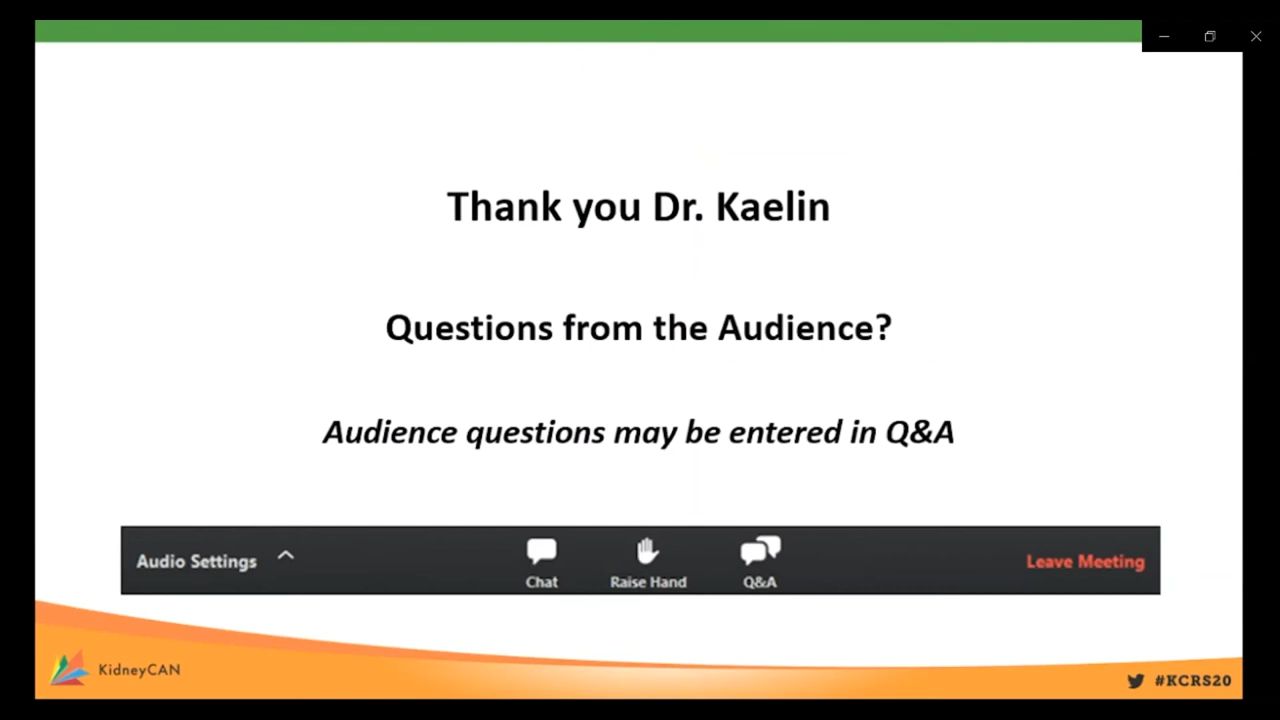 Thank you Dr. Kaelin
Questions from the Audience?
Audience questions may be entered in Q&A
Audio Settings
Chat
Raise Hand
Q&A
Leave Meeting
KidneyCAN
#KCRS20